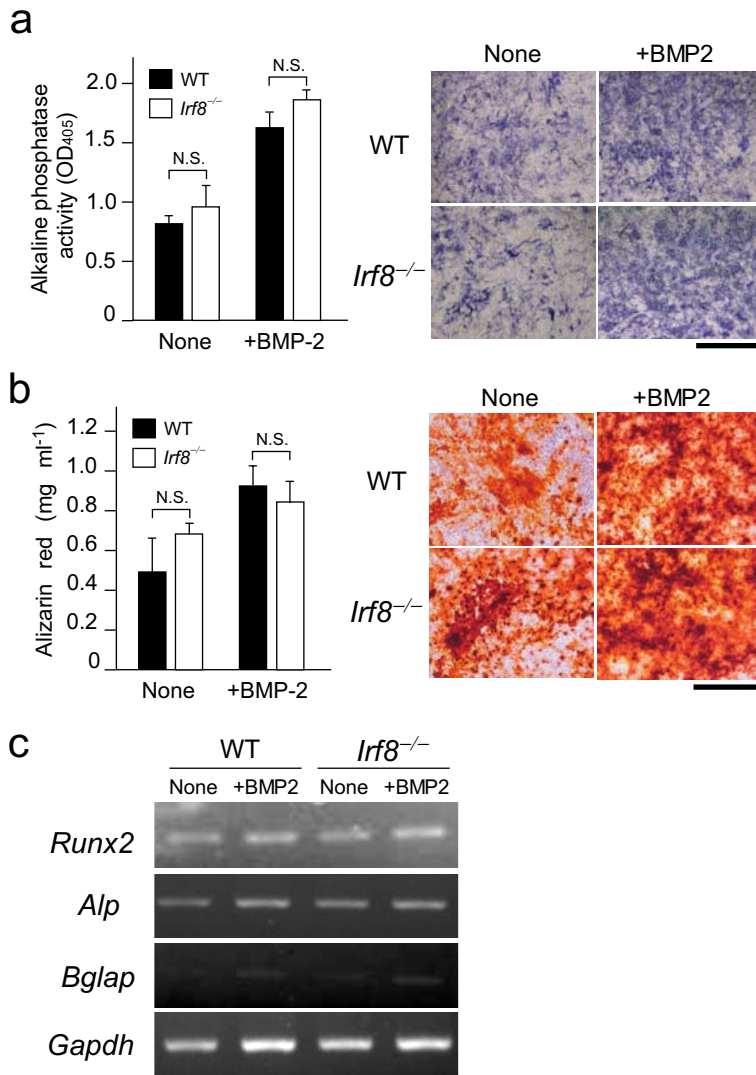 a
Alkaline phosphatase
activity (OD405)
2.0
1.5
1.0
0.5
0
WT
Irf8–/–
N.S.
N.S.
None
+BMP-2
None
+BMP2
WT
Irf8–/–
b
Alizarin red (mg ml-1)
1.2
1.0
0.8
0.6
0.4
0.2
0
WT
Irf8–/–
N.S.
N.S.
None
+BMP-2
None
+BMP2
WT
Irf8–/–
c
WT
Irf8–/–
None +BMP2 None +BMP2
Runx2
Alp
Bglap
Gapdh